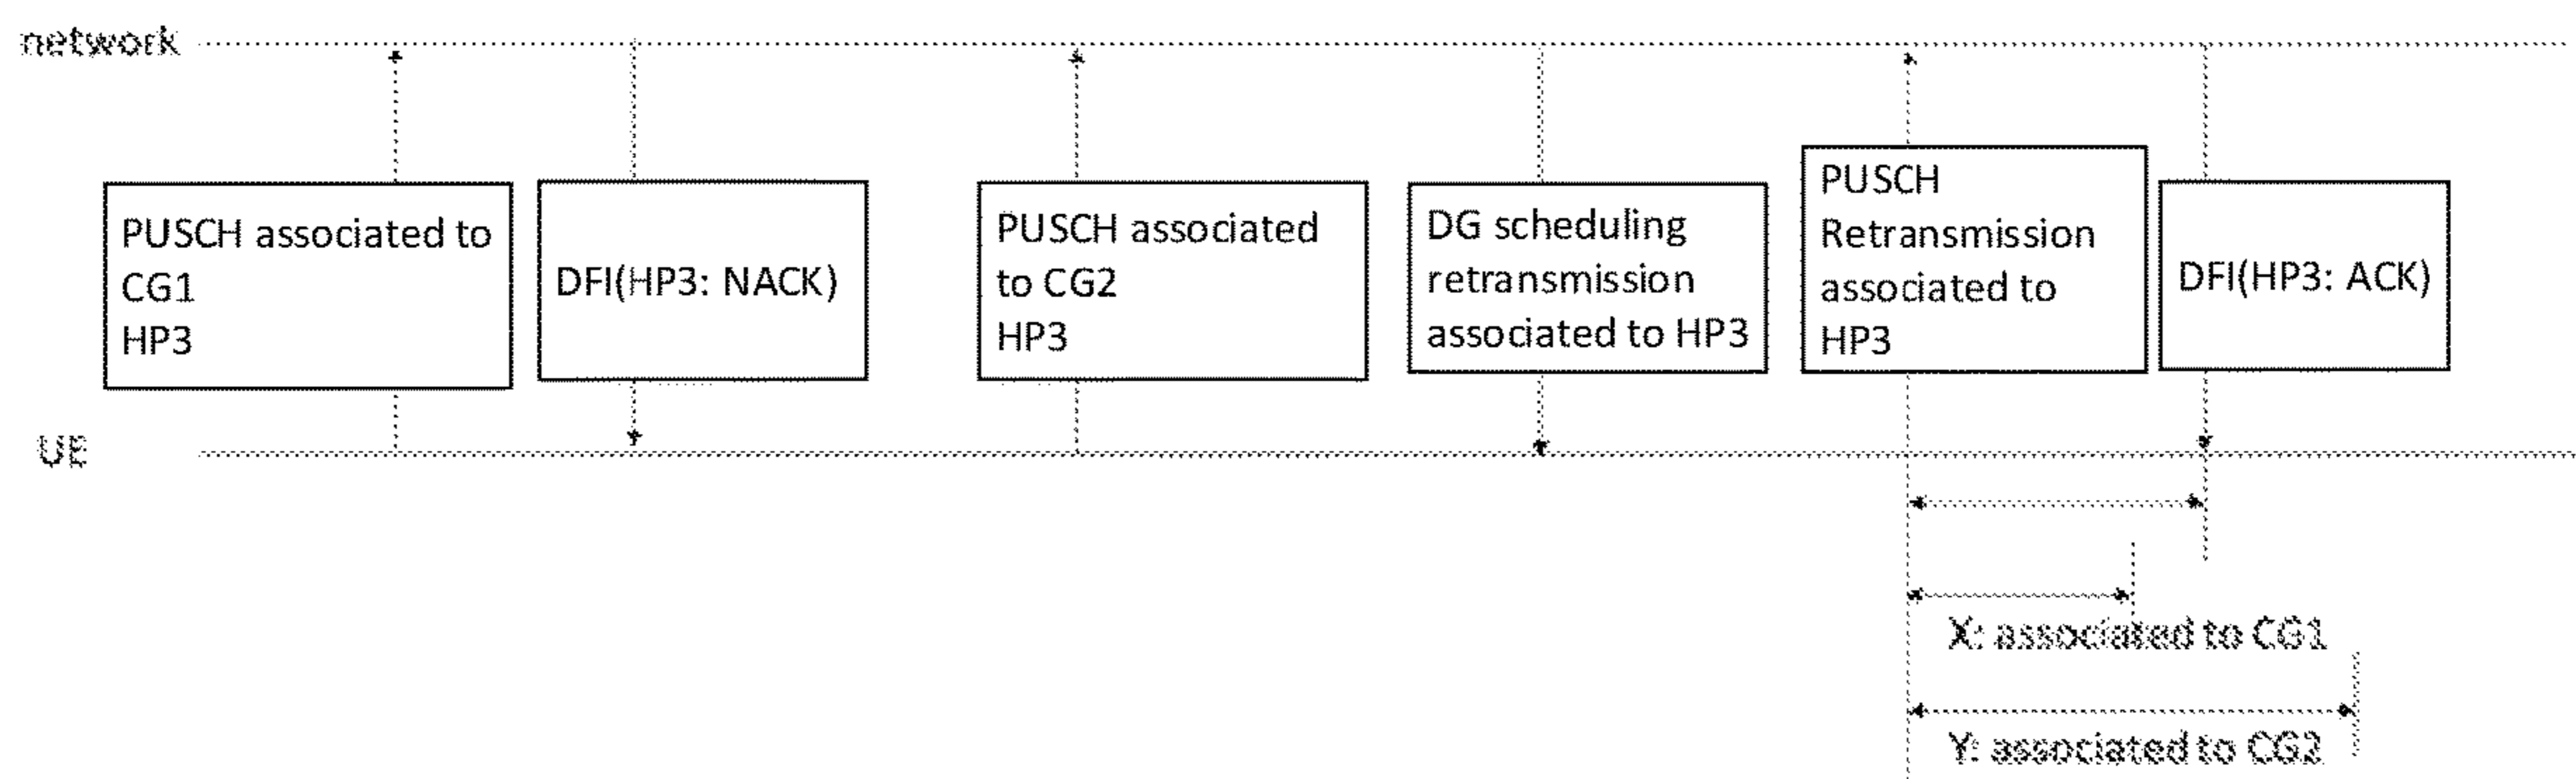 network
PUSCH associated to
CG1
HP3
DFI(HP3: NACK)
PUSCH associated
to CG2
HP3
DG scheduling
retransmission
associated to HP3
PUSCH
Retransmission
associated to
HP3
DFI(HP3: ACK)
UE
X: associated to CG1
Y: associated to CG2